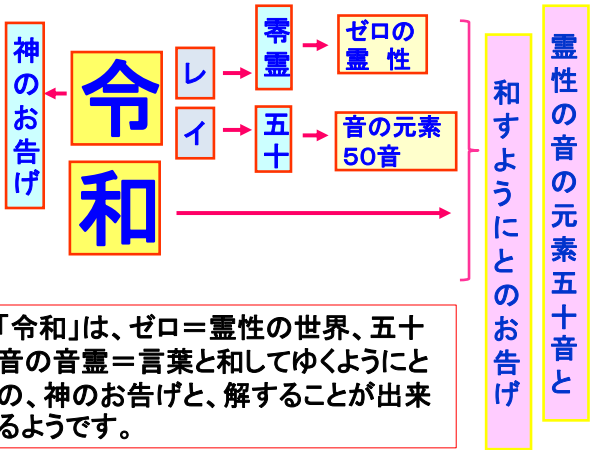 神のお告げ
令
和
レ
イ
零霊
五十
ゼロの
霊 性
音の元素
50音
霊性の音の元素五十音と
和すようにとのお告げ
「令和」は、ゼロ＝霊性の世界、五十
音の音霊＝言葉と和してゆくようにと
の、神のお告げと、解することが出来
るようです。